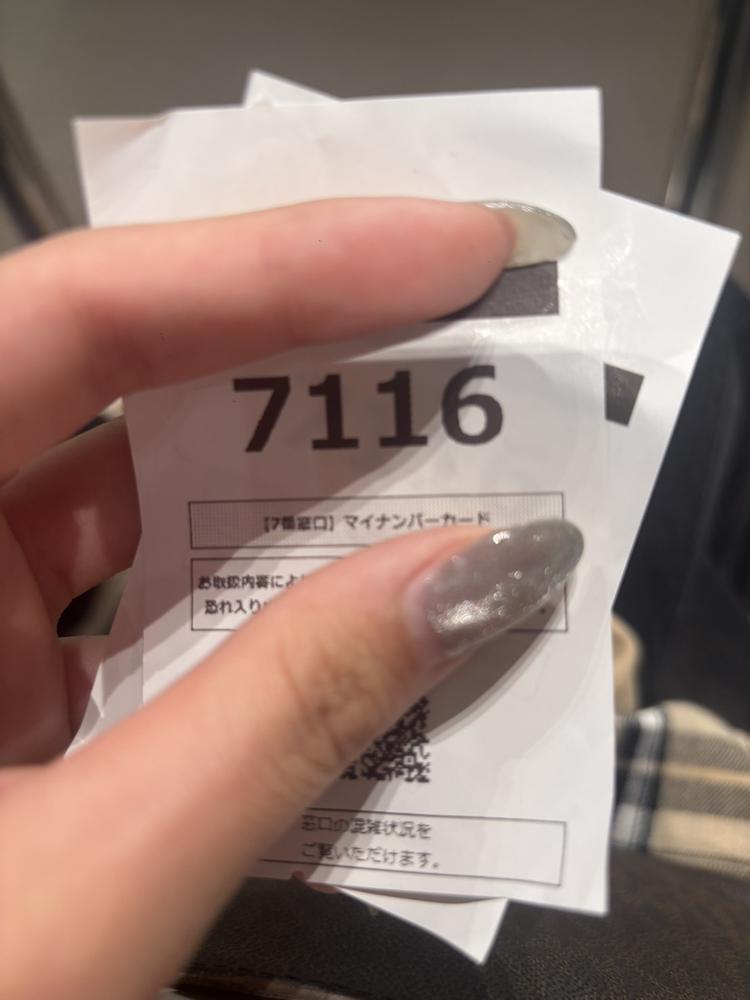 7116
【7番窓口】マイナンバーカード
お取扱内容によ
恐れ入り
窓口の混雑状況を
ご覧いただけます。